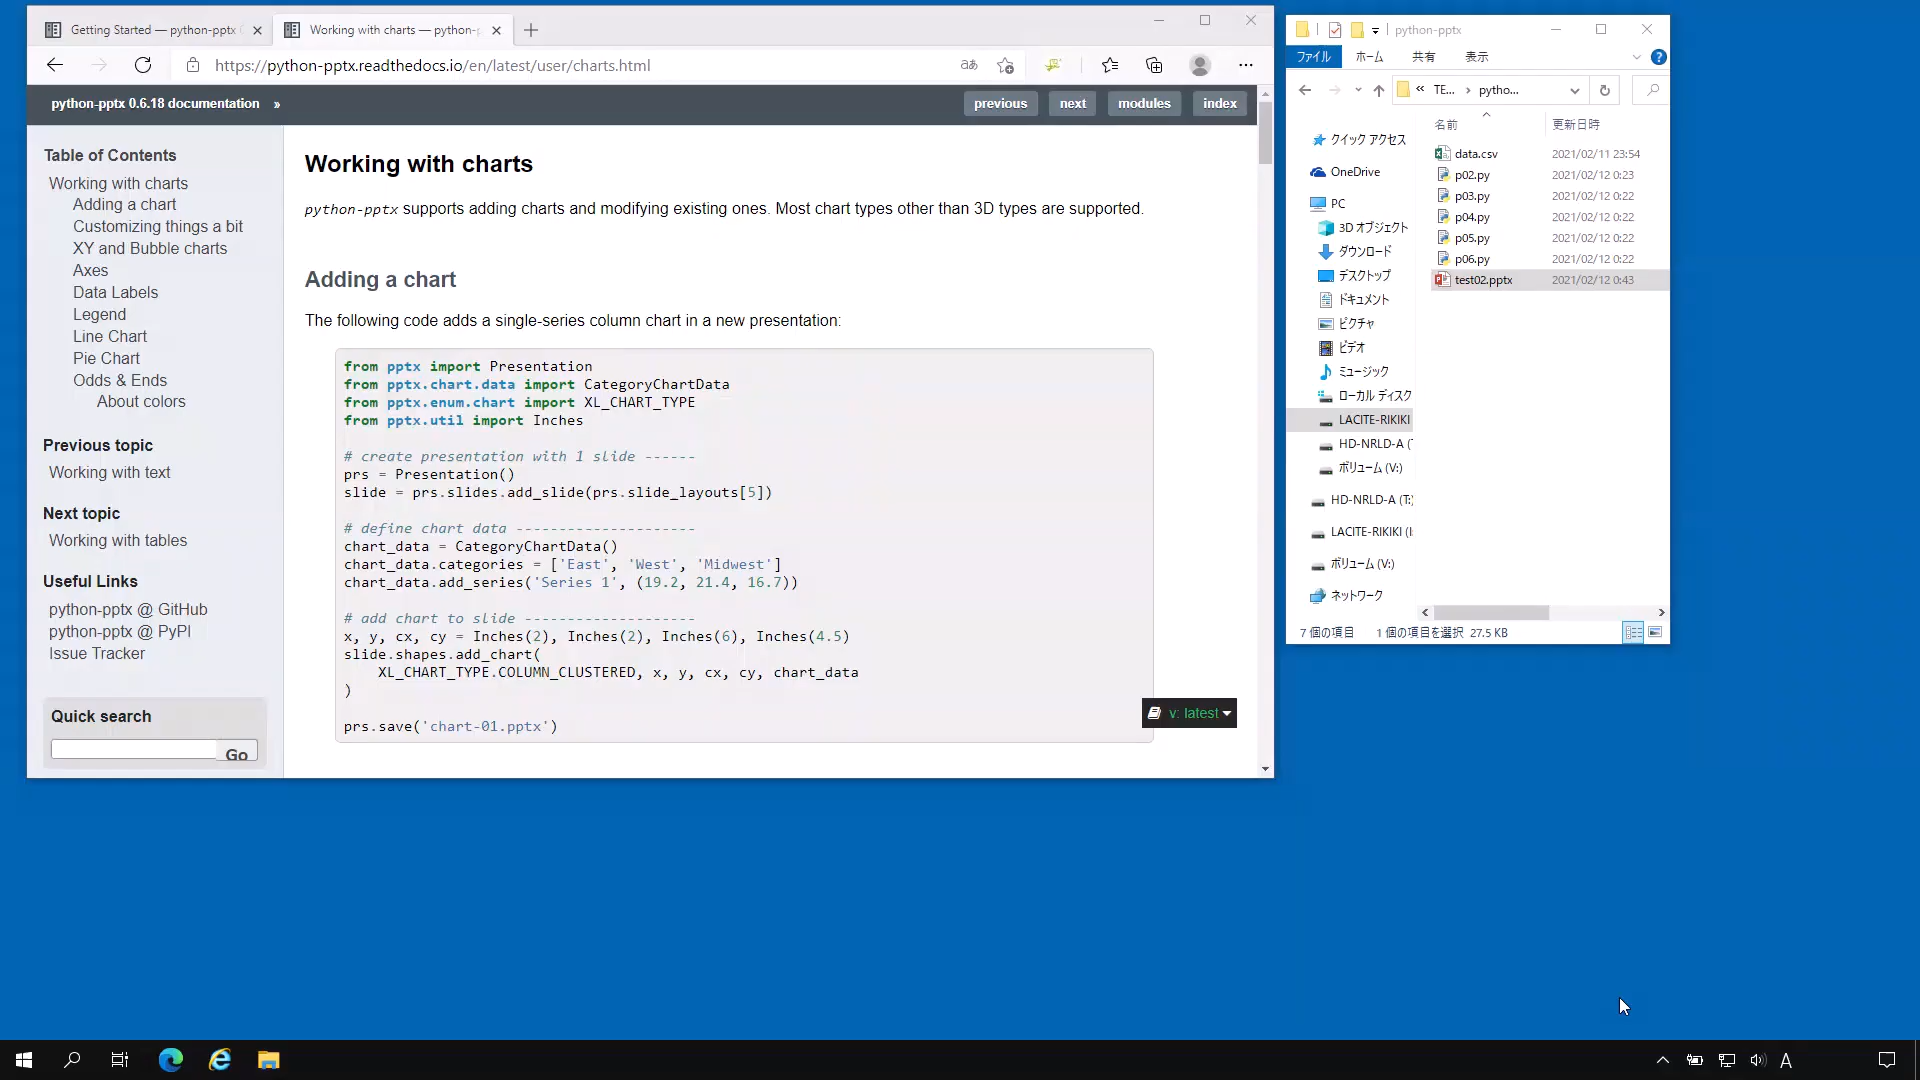 Getting Started — python-pptx
Working with charts — python-
https://python-pptx.readthedocs.io/en/latest/user/charts.html
aあ
python-pptx 0.6.18 documentation »
previous
next
modules
index
Table of Contents
Working with charts
Adding a chart
Customizing things a bit
XY and Bubble charts
Axes
Data Labels
Legend
Line Chart
Pie Chart
Odds & Ends
About colors
Previous topic
Working with text
Next topic
Working with tables
Useful Links
python-pptx @ GitHub
python-pptx @ PyPI
Issue Tracker
Quick search
Go
Working with charts
python-pptx supports adding charts and modifying existing ones. Most chart types other than 3D types are supported.
Adding a chart
The following code adds a single-series column chart in a new presentation:
from pptx import Presentation
from pptx.chart.data import CategoryChartData
from pptx.enum.chart import XL_CHART_TYPE
from pptx.util import Inches
# create presentation with 1 slide ------
prs = Presentation()
slide = prs.slides.add_slide(prs.slide_layouts[5])
# define chart data ---------------------
chart_data = CategoryChartData()
chart_data.categories = ['East', 'West', 'Midwest']
chart_data.add_series('Series 1', (19.2, 21.4, 16.7))
# add chart to slide --------------------
x, y, cx, cy = Inches(2), Inches(2), Inches(6), Inches(4.5)
slide.shapes.add_chart(
XL_CHART_TYPE.COLUMN_CLUSTERED, x, y, cx, cy, chart_data
)
prs.save('chart-01.pptx')
v: latest
python-pptx
ファイル
ホーム
共有
表示
« TE... › pytho...
クイック アクセス
OneDrive
PC
3D オブジェクト
ダウンロード
デスクトップ
ドキュメント
ピクチャ
ビデオ
ミュージック
ローカル ディスク
LACITE-RIKIKI
HD-NRLD-A (T
ボリューム (V:)
HD-NRLD-A (T:)
LACITE-RIKIKI (I
ボリューム (V:)
ネットワーク
名前 更新日時
data.csv 2021/02/11 23:54
p02.py 2021/02/12 0:23
p03.py 2021/02/12 0:22
p04.py 2021/02/12 0:22
p05.py 2021/02/12 0:22
p06.py 2021/02/12 0:22
test02.pptx 2021/02/12 0:43
7 個の項目 1 個の項目を選択 27.5 KB
A